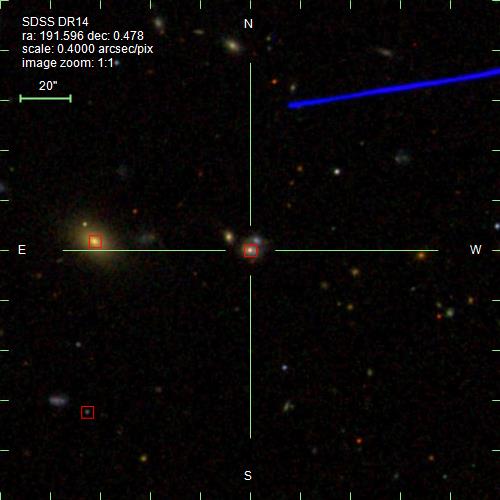 SDSS DR14
ra: 191.596 dec: 0.478
scale: 0.4000 arcsec/pix
image zoom: 1:1
20"
N
E
W
S